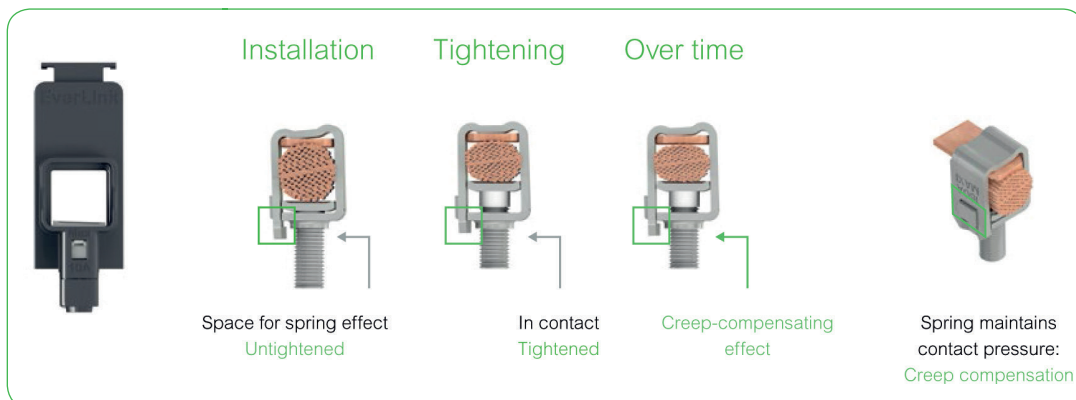 Installation
Tightening
Over time
EverLink
Space for spring effect
Untightened
In contact
Tightened
Creep-compensating
effect
Spring maintains
contact pressure:
Creep compensation